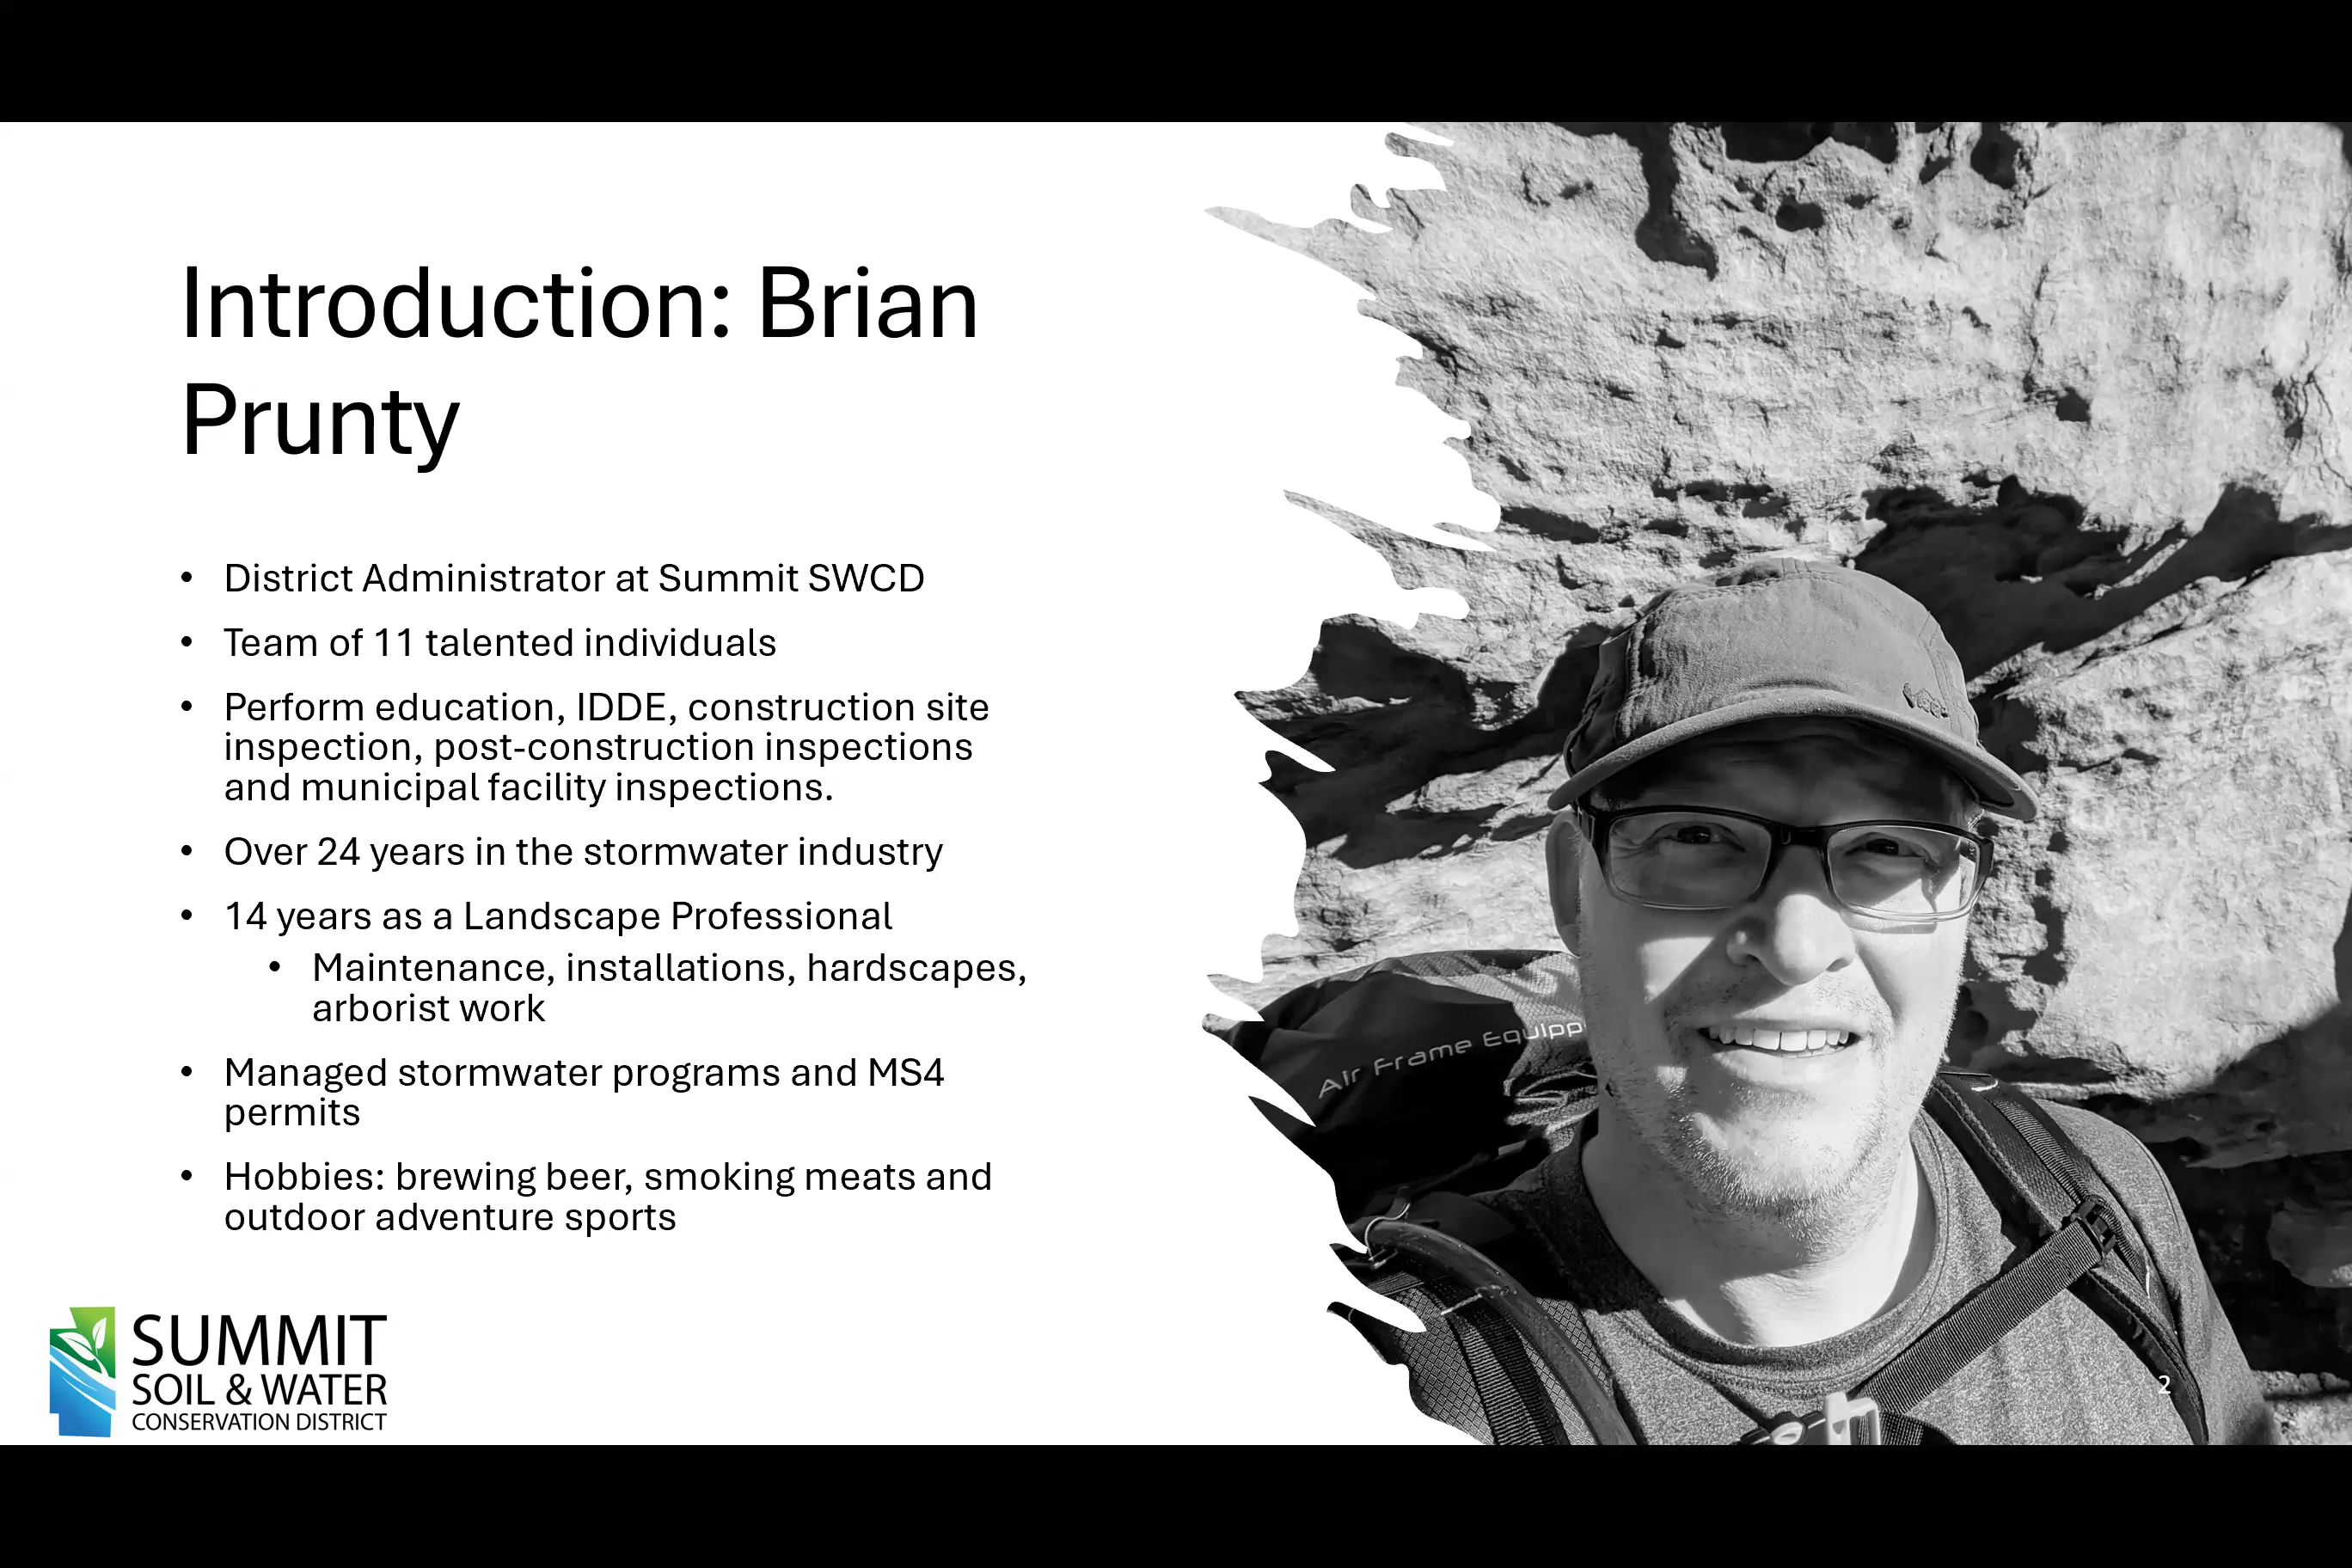 Introduction: Brian
Prunty
• District Administrator at Summit SWCD
• Team of 11 talented individuals
• Perform education, IDDE, construction site
inspection, post-construction inspections
and municipal facility inspections.
• Over 24 years in the stormwater industry
• 14 years as a Landscape Professional
• Maintenance, installations, hardscapes,
arborist work
• Managed stormwater programs and MS4
permits
• Hobbies: brewing beer, smoking meats and
outdoor adventure sports
SUMMIT
SOIL & WATER
CONSERVATION DISTRICT
Air Frame Equipp
2